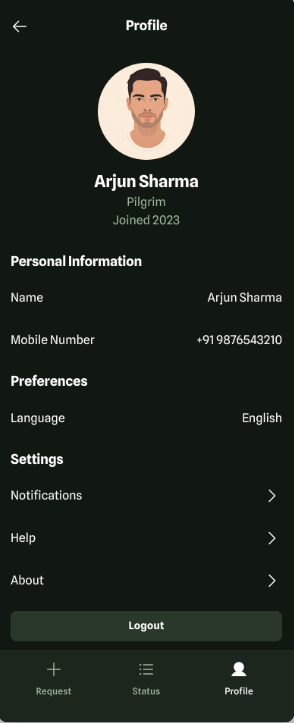 Profile
Arjun Sharma
Pilgrim
Joined 2023
Personal Information
Name Arjun Sharma
Mobile Number +91 9876543210
Preferences
Language English
Settings
Notifications
Help
About
Logout
Request Status Profile